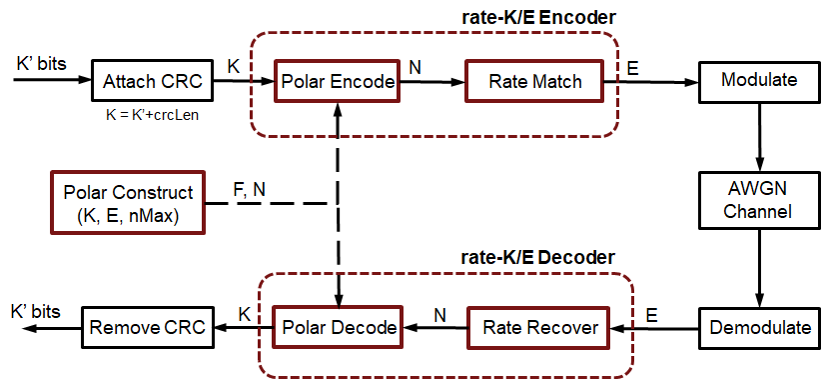 rate-K/E Encoder
K' bits
Attach CRC
K
Polar Encode
N
Rate Match
E
Modulate
K = K'+crcLen
Polar Construct
(K, E, nMax)
F, N
AWGN
Channel
rate-K/E Decoder
K' bits
Remove CRC
K
Polar Decode
N
Rate Recover
E
Demodulate